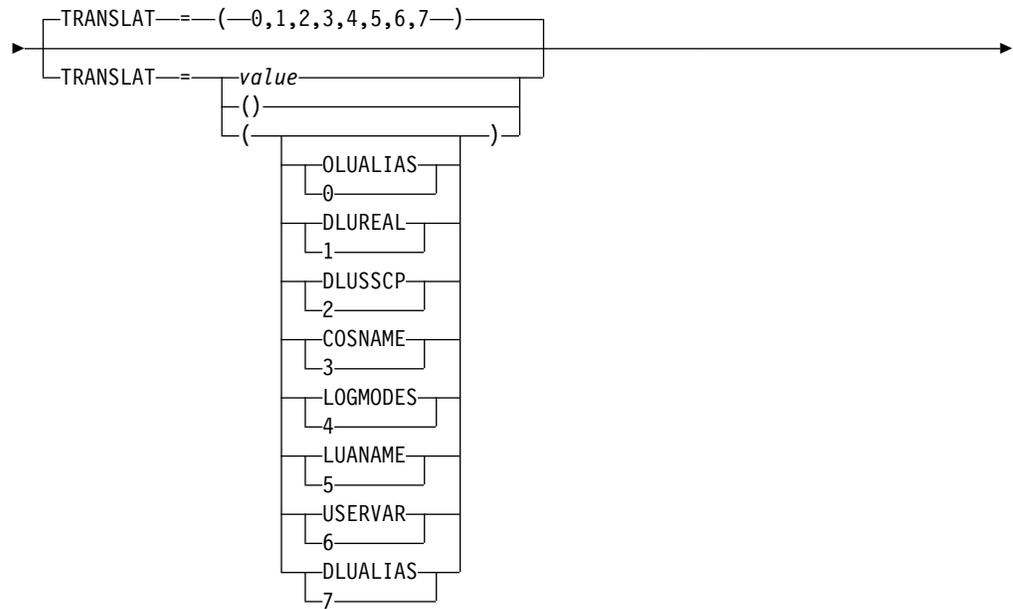 TRANSLAT = ( 0,1,2,3,4,5,6,7 )
TRANSLAT = value
()
( )
OLUALIAS
0
DLUREAL
1
DLUSSCP
2
COSNAME
3
LOGMODES
4
LUANAME
5
USERVAR
6
DLUALIAS
7